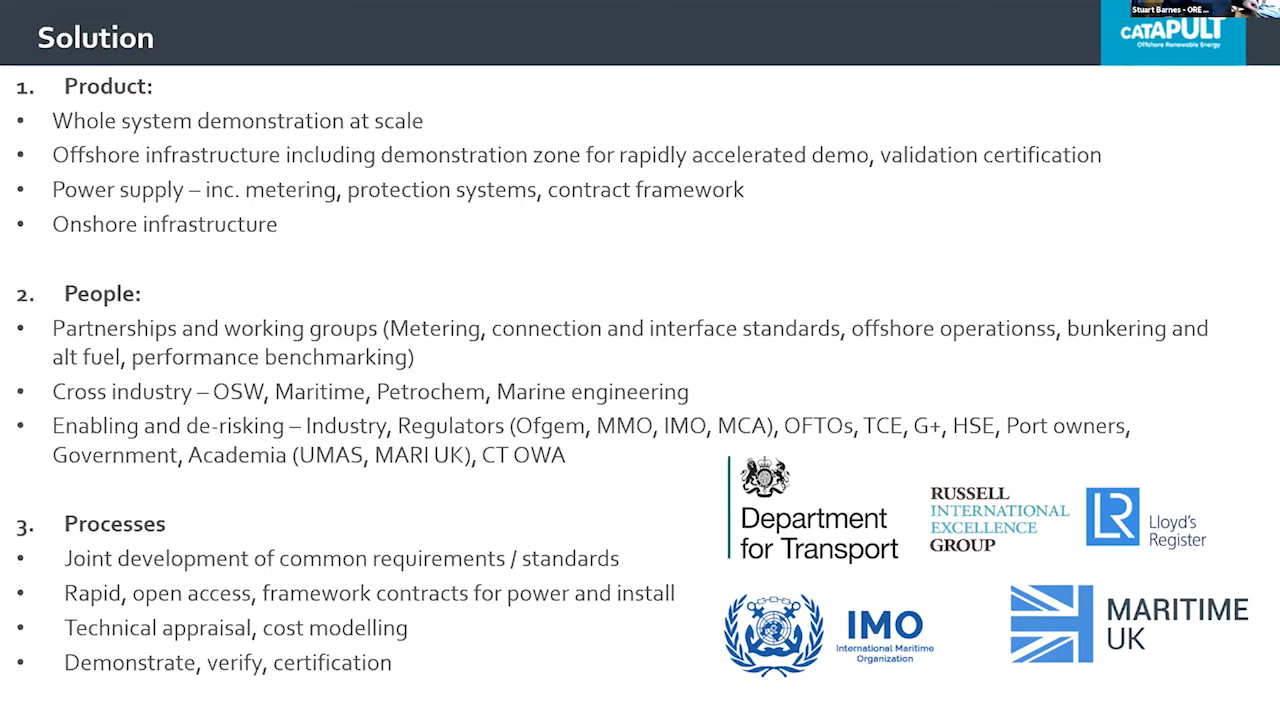 Stuart Barnes - ORE ...
Solution
CATAPULT
Offshore Renewable Energy
1. Product:
• Whole system demonstration at scale
• Offshore infrastructure including demonstration zone for rapidly accelerated demo, validation certification
• Power supply – inc. metering, protection systems, contract framework
• Onshore infrastructure
2. People:
• Partnerships and working groups (Metering, connection and interface standards, offshore operationss, bunkering and
alt fuel, performance benchmarking)
• Cross industry – OSW, Maritime, Petrochem, Marine engineering
• Enabling and de-risking – Industry, Regulators (Ofgem, MMO, IMO, MCA), OFTOs, TCE, G+, HSE, Port owners,
Government, Academia (UMAS, MARI UK), CT OWA
3. Processes
• Joint development of common requirements / standards
• Rapid, open access, framework contracts for power and install
• Technical appraisal, cost modelling
• Demonstrate, verify, certification
Department
for Transport
RUSSELL
INTERNATIONAL
EXCELLENCE
GROUP
LR
Lloyd's
Register
IMO
International Maritime
Organization
MARITIME
UK